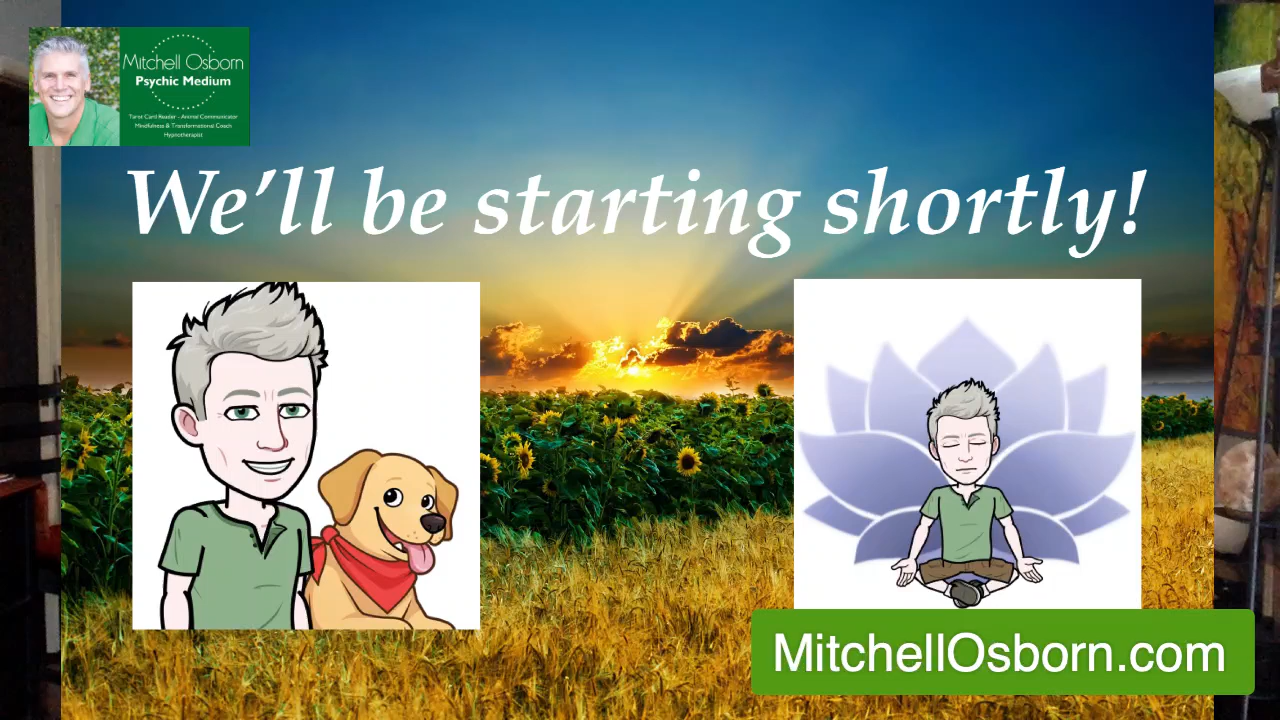 Mitchell Osborn
Psychic Medium
Tarot Card Reader - Animal Communicator
Mindfulness & Transformational Coach
Hypnotherapist
We'll be starting shortly!
MitchellOsborn.com